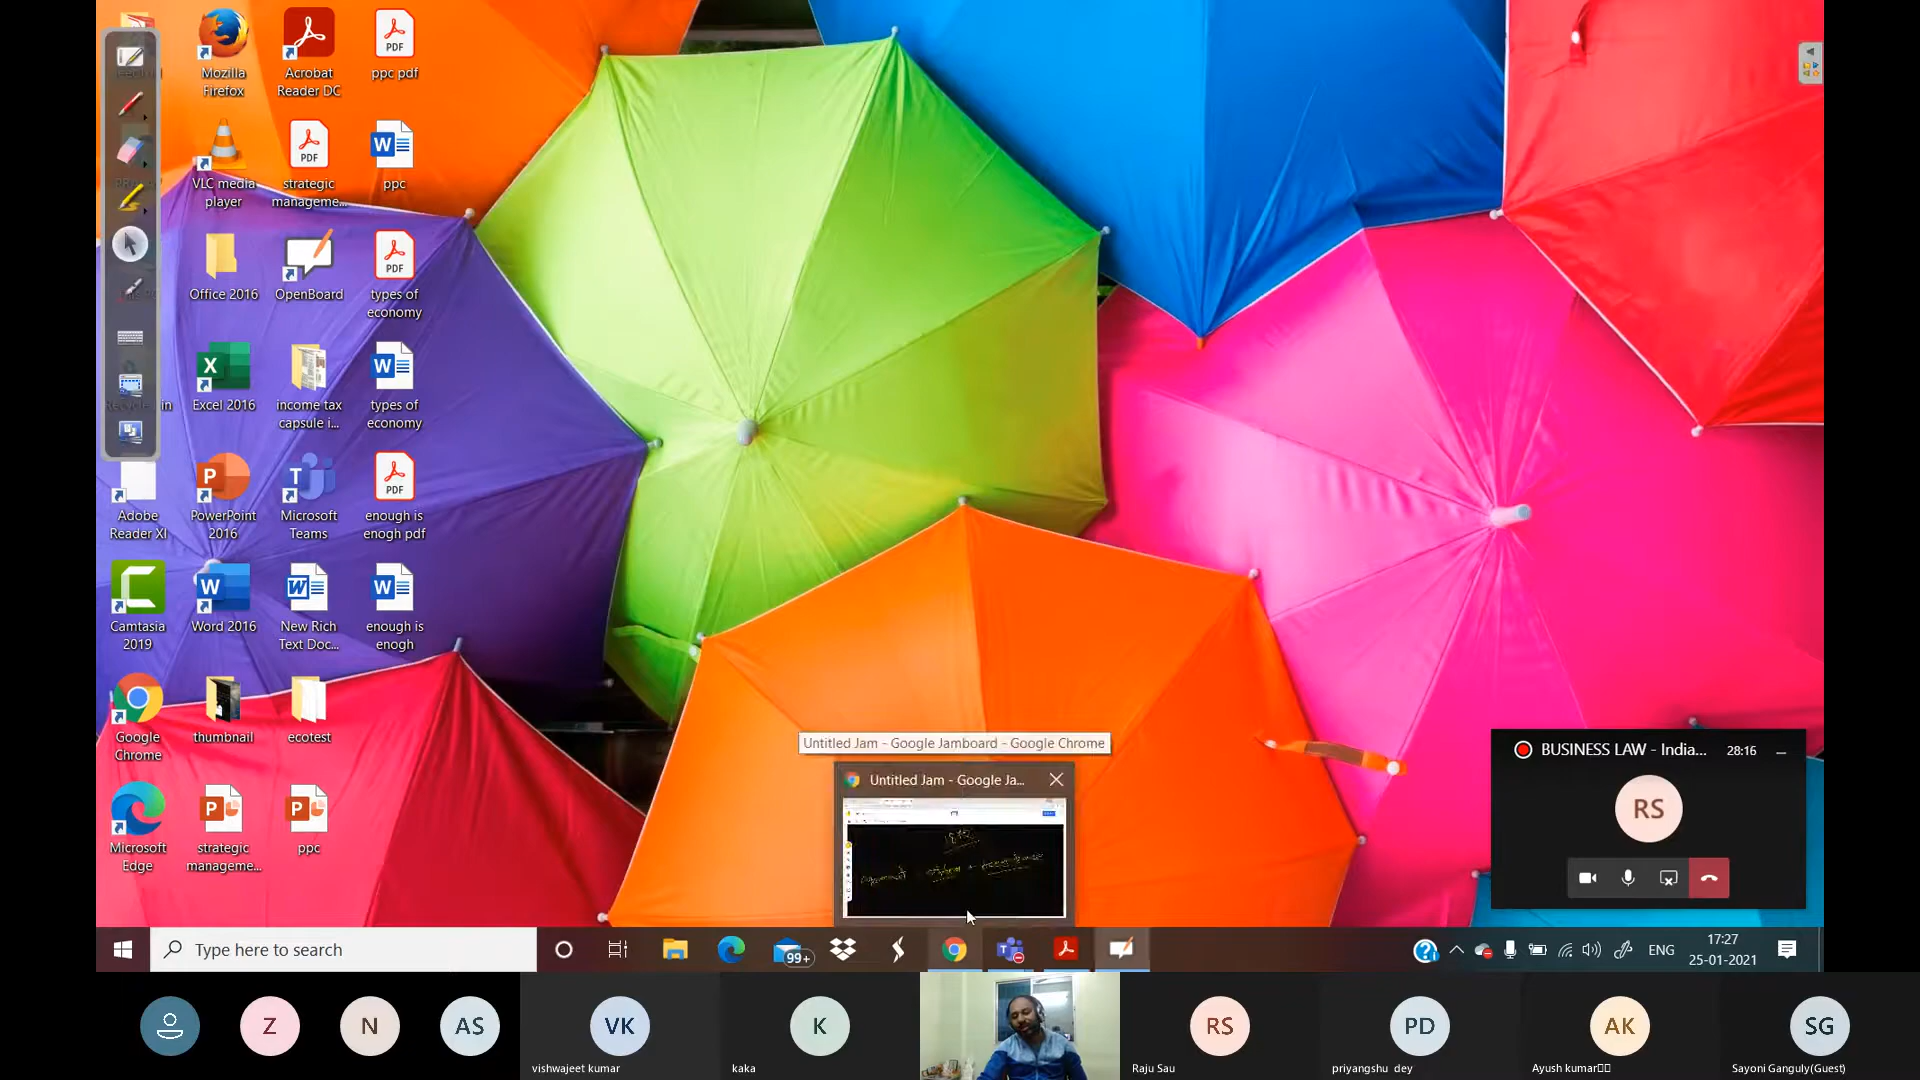 Mozilla
Firefox
Acrobat
Reader DC
PDF
ppc pdf
VLC media
player
PDF
strategic
manageme...
W
ppc
Office 2016
OpenBoard
PDF
types of
economy
X
Excel 2016
income tax
capsule i...
W
types of
economy
Adobe
Reader XI
P
PowerPoint
2016
T
Microsoft
Teams
PDF
enough is
enogh pdf
Camtasia
2019
W
Word 2016
W
New Rich
Text Doc...
W
enough is
enogh
Google
Chrome
thumbnail
ecotest
Microsoft
Edge
P
strategic
manageme...
P
ppc
Untitled Jam - Google Jamboard - Google Chrome
Untitled Jam - Google Ja...
1872
BUSINESS LAW - India... 28:16
RS
Type here to search
99+
ENG
17:27
25-01-2021
Z
N
AS
VK
vishwajeet kumar
K
kaka
RS
Raju Sau
PD
priyangshu dey
AK
Ayush kumar
SG
Sayoni Ganguly(Guest)